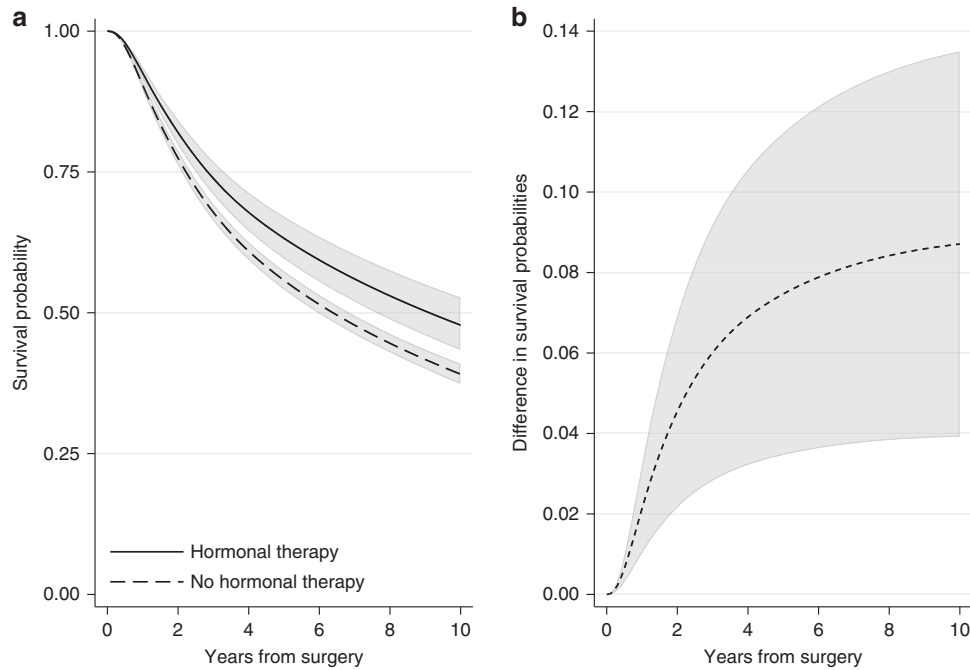 a
Survival probability
1.00
0.75
0.50
0.25
0.00
Hormonal therapy
No hormonal therapy
0 2 4 6 8 10
Years from surgery
b
Difference in survival probabilities
0.14
0.12
0.10
0.08
0.06
0.04
0.02
0.00
0 2 4 6 8 10
Years from surgery